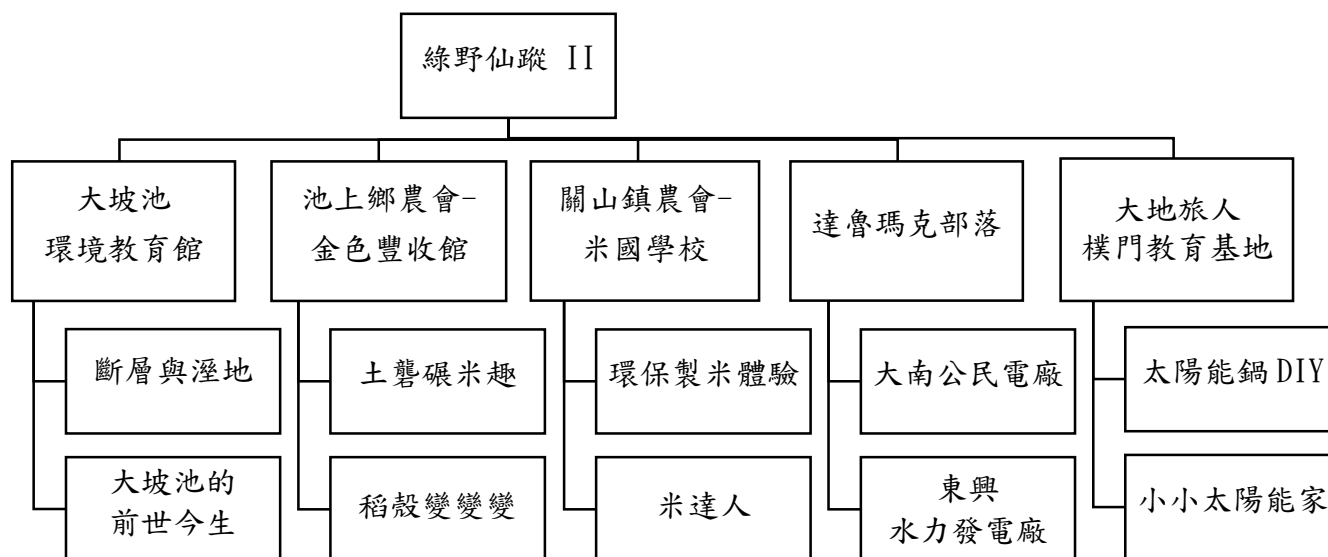 綠野仙蹤 II
大坡池
環境教育館
池上鄉農會-
金色豐收館
關山鎮農會-
米國學校
達魯瑪克部落
大地旅人
樸門教育基地
斷層與溼地
土礱碾米趣
環保製米體驗
大南公民電廠
太陽能鍋DIY
大坡池的
前世今生
稻殼變變變
米達人
東興
水力發電廠
小小太陽能家